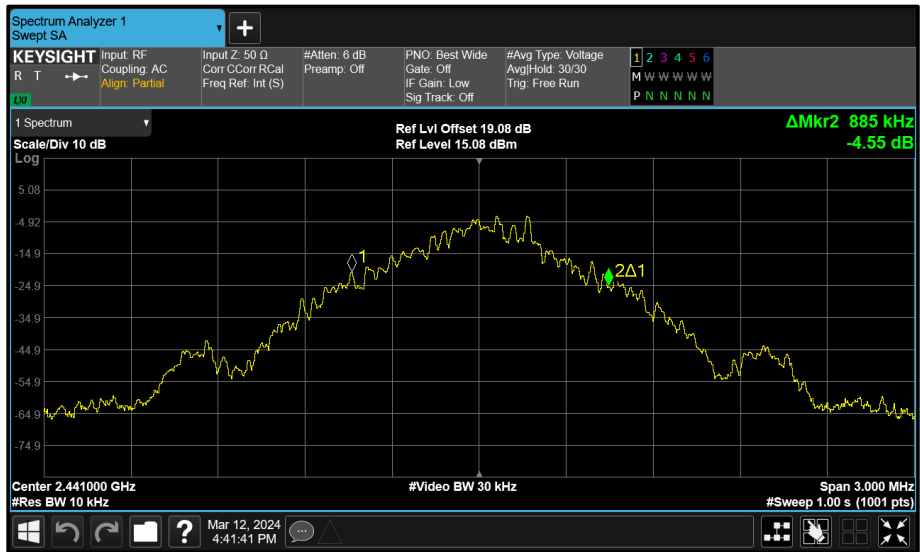 Spectrum Analyzer 1
Swept SA
+
KEYSIGHT
R T
LXI
Input: RF
Coupling: AC
Align: Partial
Input Z: 50 Ω
Corr CCorr RCal
Freq Ref: Int (S)
#Atten: 6 dB
Preamp: Off
PNO: Best Wide
Gate: Off
IF Gain: Low
Sig Track: Off
#Avg Type: Voltage
Avg|Hold: 30/30
Trig: Free Run
1 2 3 4 5 6
M W W W W W
P N N N N N
1 Spectrum
Scale/Div 10 dB
Log
Ref Lvl Offset 19.08 dB
Ref Level 15.08 dBm
ΔMkr2 885 kHz
-4.55 dB
5.08
-4.92
-14.9
-24.9
-34.9
-44.9
-54.9
-64.9
-74.9
1
2Δ1
Center 2.441000 GHz
#Res BW 10 kHz
#Video BW 30 kHz
Span 3.000 MHz
#Sweep 1.00 s (1001 pts)
?
Mar 12, 2024
4:41:41 PM